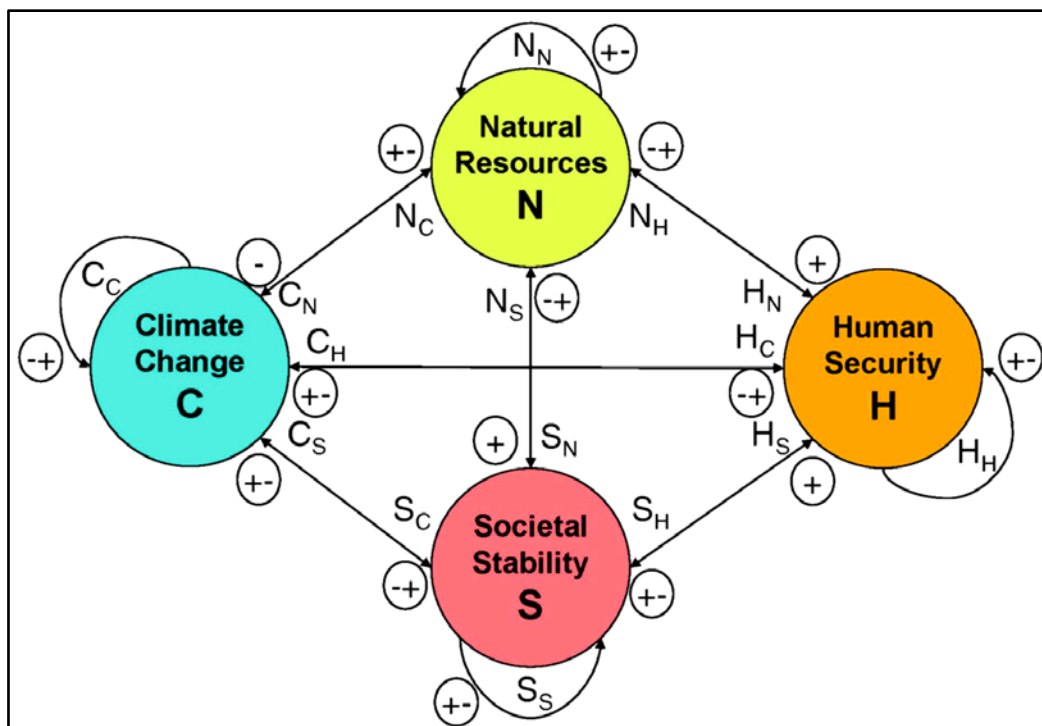 N_N
+-
Natural
Resources
N
+-
-+
N_C
N_H
C_C
-
C_N
N_S
-+
H_N
+
Climate
Change
C
C_H
H_C
Human
Security
H
-+
+-
-+
+-
C_S
+
S_N
H_S
+-
+
H_H
S_C
Societal
Stability
S
S_H
-+
+-
+-
S_S